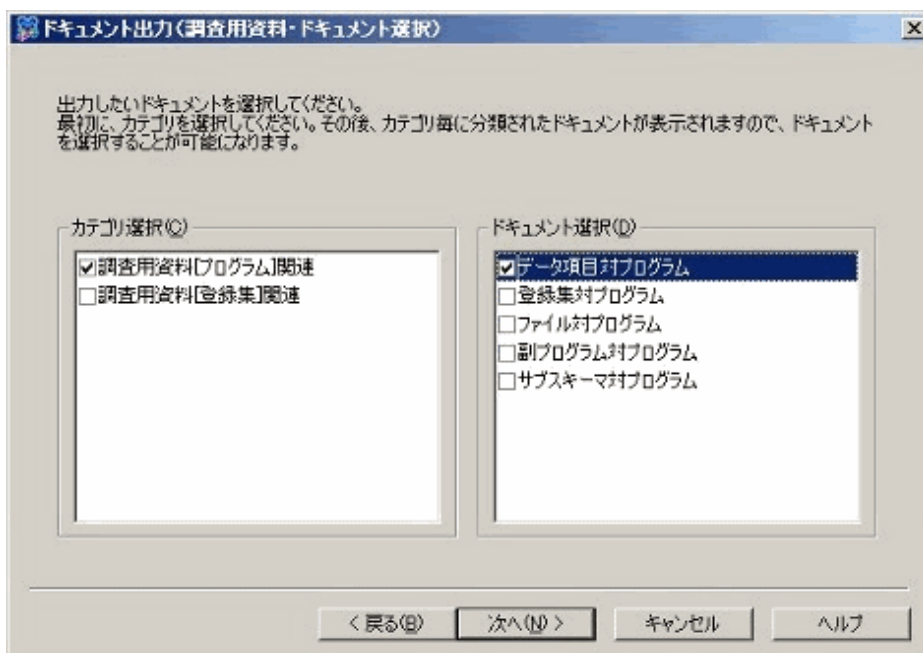 ドキュメント出力(調査用資料・ドキュメント選択)
出力したいドキュメントを選択してください。
最初に、カテゴリを選択してください。その後、カテゴリ毎に分類されたドキュメントが表示されますので、ドキュメント
を選択することが可能になります。
カテゴリ選択(C)
調査用資料[プログラム]関連
調査用資料[登録集]関連
ドキュメント選択(D)
データ項目対プログラム
登録集対プログラム
ファイル対プログラム
副プログラム対プログラム
サブスキーマ対プログラム
< 戻る(B)
次へ(N) >
キャンセル
ヘルプ